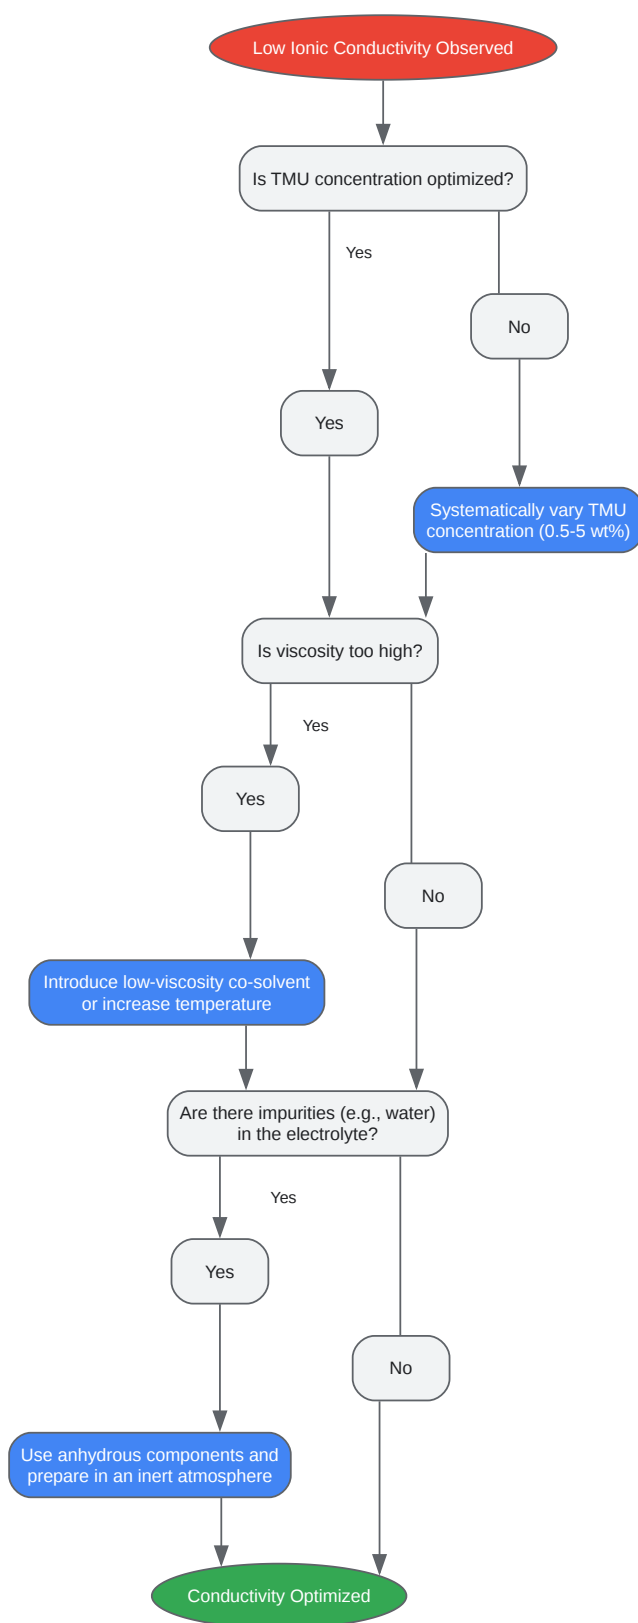 Low Ionic Conductivity Observed
Is TMU concentration optimized?
Yes
No
Yes
Systematically vary TMU
concentration (0.5-5 wt%)
Is viscosity too high?
Yes
Yes
No
Introduce low-viscosity co-solvent
or increase temperature
Are there impurities (e.g., water)
in the electrolyte?
Yes
Yes
No
Use anhydrous components and
prepare in an inert atmosphere
Conductivity Optimized